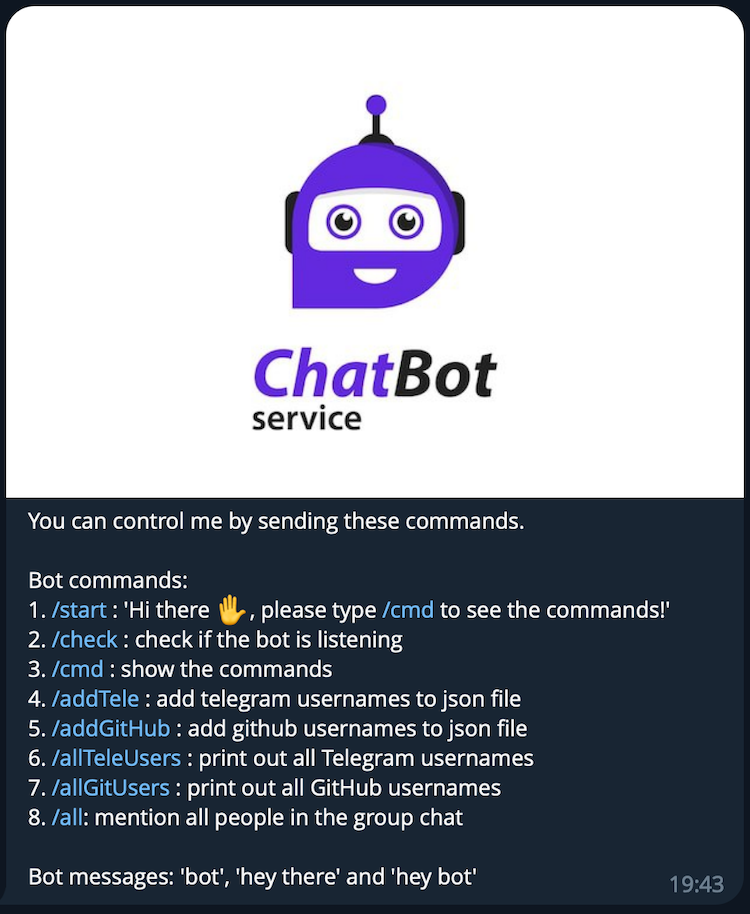 ChatBot
service
You can control me by sending these commands.
Bot commands:
1. /start : 'Hi there 🖐, please type /cmd to see the commands!'
2. /check : check if the bot is listening
3. /cmd : show the commands
4. /addTele : add telegram usernames to json file
5. /addGitHub : add github usernames to json file
6. /allTeleUsers : print out all Telegram usernames
7. /allGitUsers : print out all GitHub usernames
8. /all: mention all people in the group chat
Bot messages: 'bot', 'hey there' and 'hey bot'
19:43